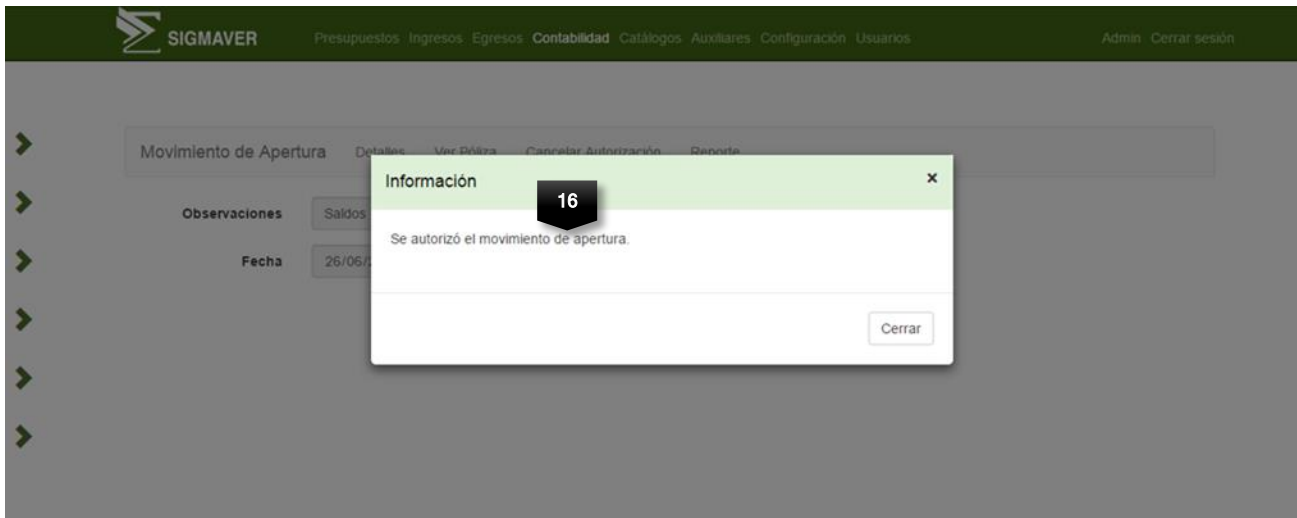 SIGMAVER Presupuestos Ingresos Egresos Contabilidad Catálogos Auxiliares Configuración Usuarios Admin Cerrar sesión
Movimiento de Apertura Detalles Ver Póliza Cancelar Autorización Reporte
Información ×
16
Observaciones Saldos
Se autorizó el movimiento de apertura.
Fecha 26/06/
Cerrar